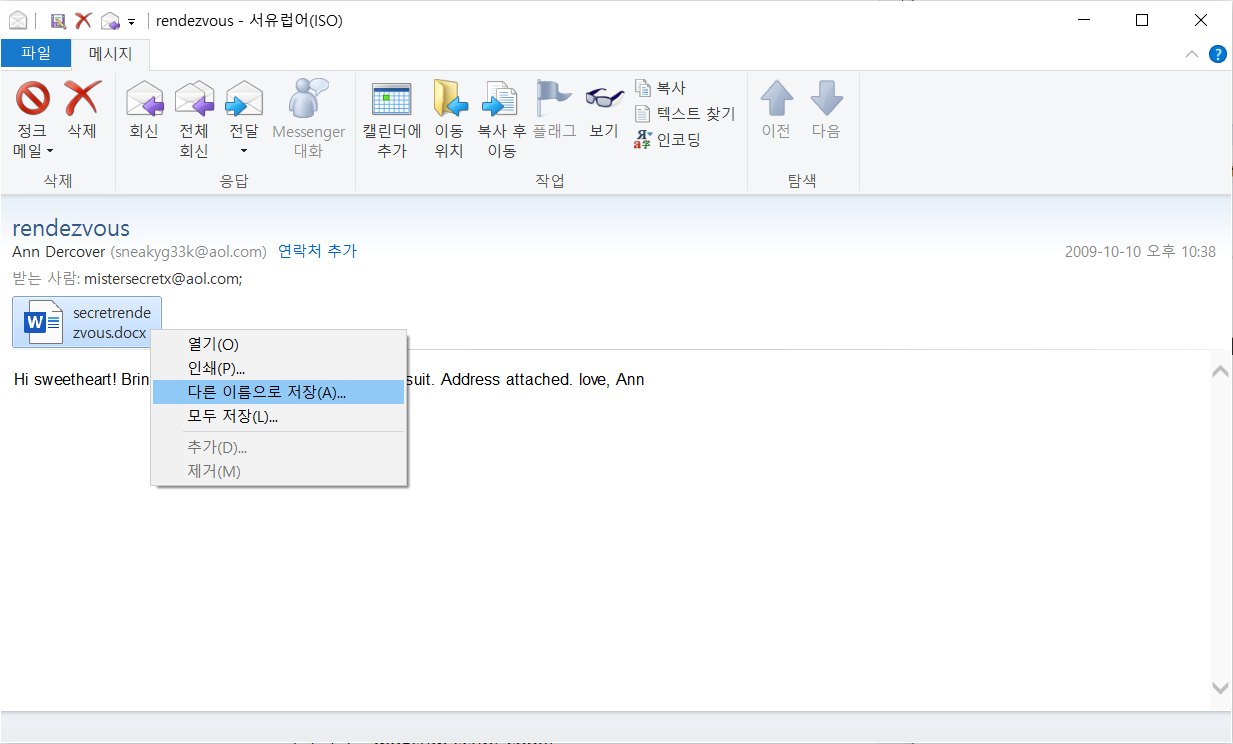 rendezvous - 서유럽어(ISO)
파일 메시지
정크 메일
삭제
회신
전체 회신
전달
Messenger 대화
캘린더에 추가
이동 위치
복사 후 이동
플래그
보기
복사
텍스트 찾기
인코딩
이전
다음
삭제 응답 작업 탐색
rendezvous
Ann Dercover (sneakyg33k@aol.com) 연락처 추가 2009-10-10 오후 10:38
받는 사람: mistersecretx@aol.com;
secretrende
zvous.docx
열기(O)
인쇄(P)...
다른 이름으로 저장(A)...
모두 저장(L)...
추가(D)...
제거(M)
Hi sweetheart! suit. Address attached. love, Ann